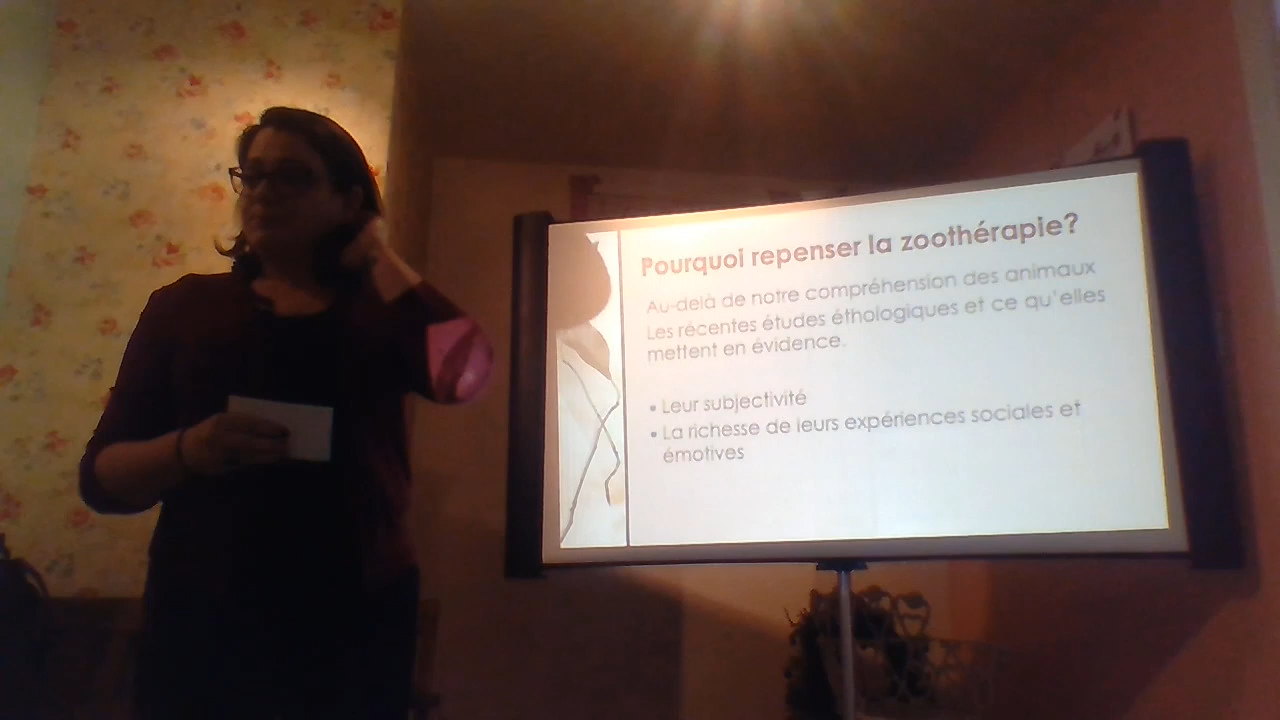 Pourquoi repenser la zoothérapie?
Au-delà de notre compréhension des animaux
Les récentes études éthologiques et ce qu'elles
mettent en évidence.
• Leur subjectivité
• La richesse de leurs expériences sociales et
émotives